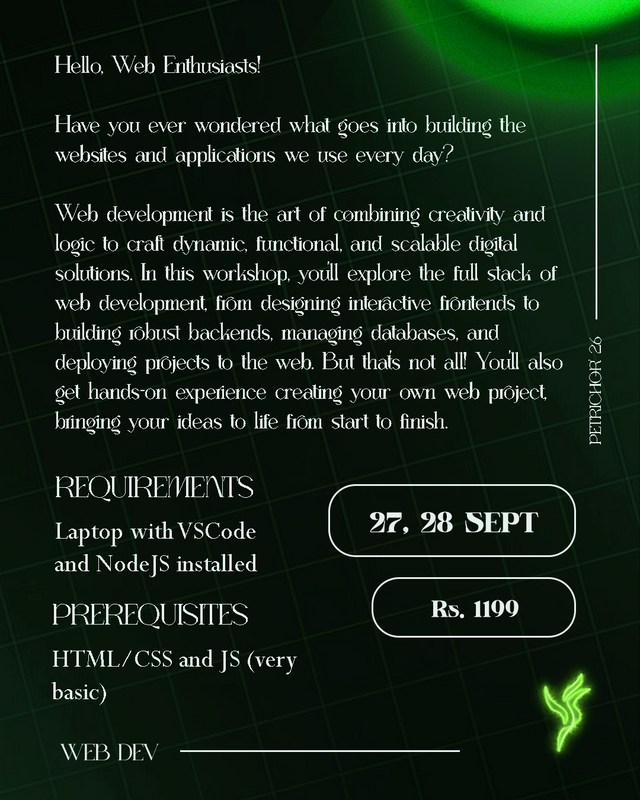 Hello, Web Enthusiasts!
Have you ever wondered what goes into building the
websites and applications we use every day?
Web development is the art of combining creativity and
logic to craft dynamic, functional, and scalable digital
solutions. In this workshop, you'll explore the full stack of
web development, from designing interactive frontends to
building robust backends, managing databases, and
deploying projects to the web. But that's not all! You'll also
get hands-on experience creating your own web project,
bringing your ideas to life from start to finish.
PETRICHOR 26
REQUIREMENTS
Laptop with VSCode
and NodeJS installed
27, 28 SEPT
Rs. 1199
PREREQUISITES
HTML/CSS and JS (very
basic)
WEB DEV